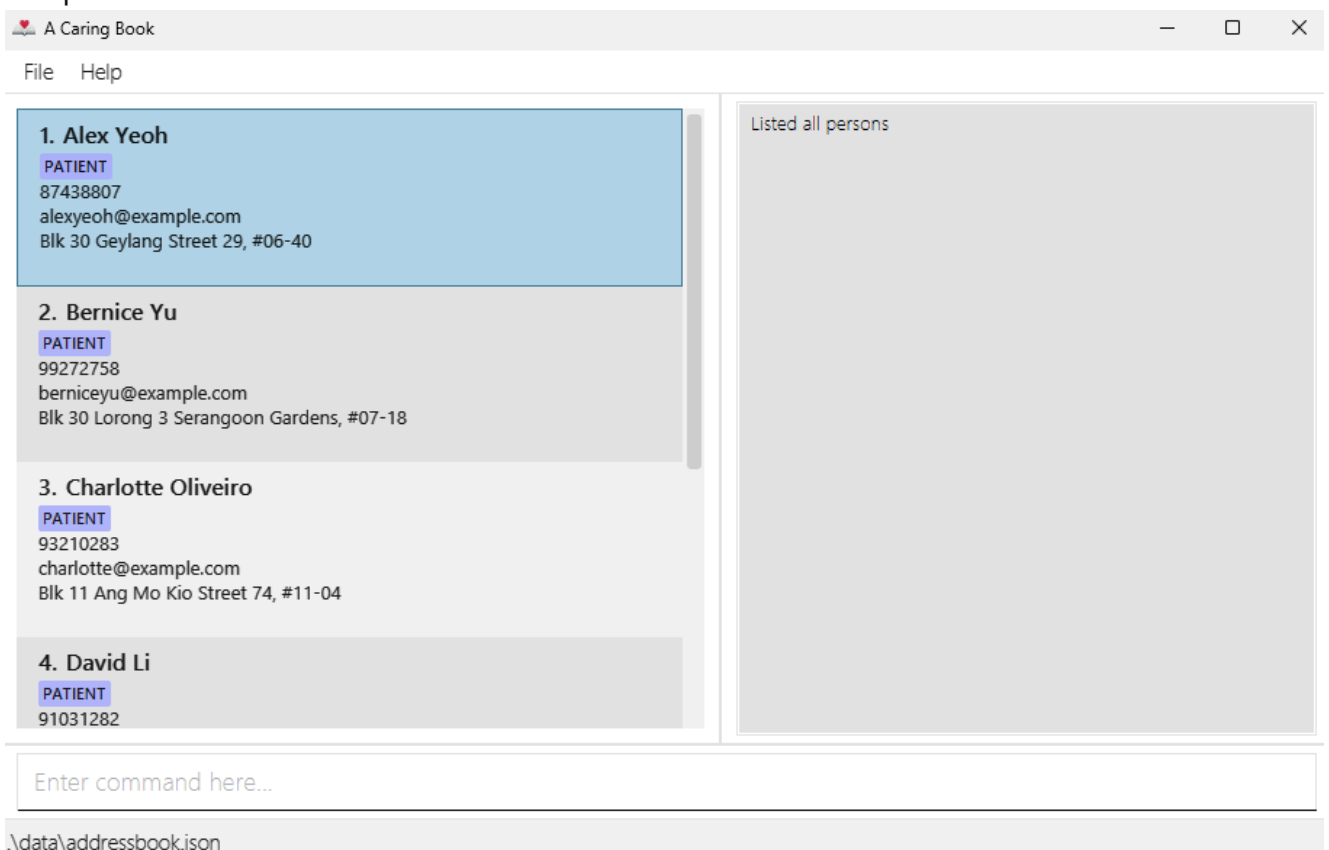 A Caring Book
File Help
1. Alex Yeoh
PATIENT
87438807
alexyeoh@example.com
Blk 30 Geylang Street 29, #06-40
2. Bernice Yu
PATIENT
99272758
berniceyu@example.com
Blk 30 Lorong 3 Serangoon Gardens, #07-18
3. Charlotte Oliveiro
PATIENT
93210283
charlotte@example.com
Blk 11 Ang Mo Kio Street 74, #11-04
4. David Li
PATIENT
91031282
Listed all persons
Enter command here...
.\data\addressbook.json